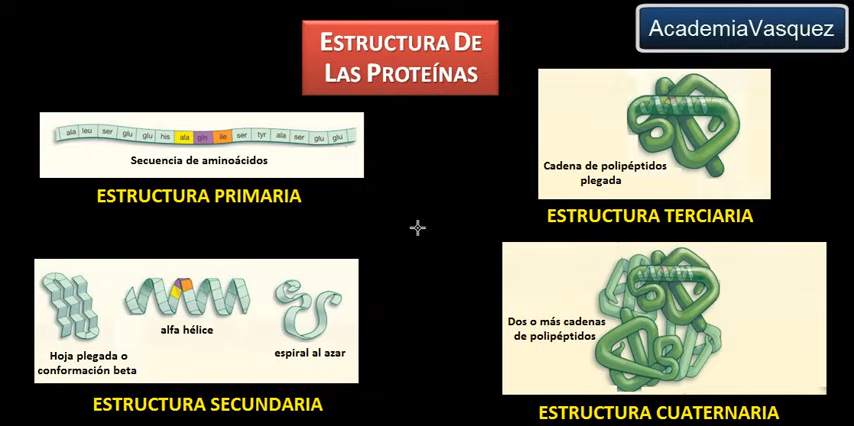 AcademiaVasquez
ESTRUCTURA DE
LAS PROTEÍNAS
ala leu ser glu glu his ala gln ile ser tyr ala ser glu glu
Secuencia de aminoácidos
ESTRUCTURA PRIMARIA
Cadena de polipéptidos
plegada
ESTRUCTURA TERCIARIA
Hoja plegada o
conformación beta
alfa hélice
espiral al azar
ESTRUCTURA SECUNDARIA
Dos o más cadenas
de polipéptidos
ESTRUCTURA CUATERNARIA